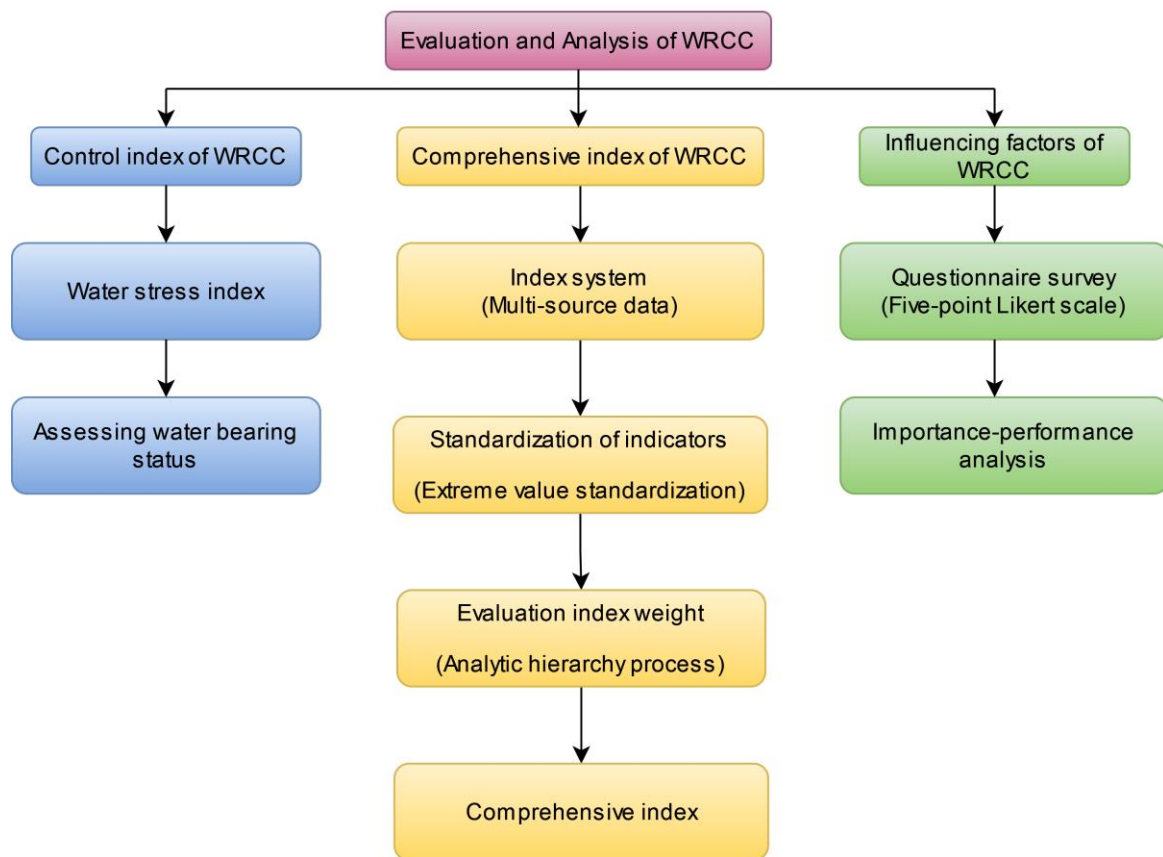 Evaluation and Analysis of WRCC
Control index of WRCC
Comprehensive index of WRCC
Influencing factors of
WRCC
Water stress index
Index system
(Multi-source data)
Questionnaire survey
(Five-point Likert scale)
Assessing water bearing
status
Standardization of indicators
(Extreme value standardization)
Importance-performance
analysis
Evaluation index weight
(Analytic hierarchy process)
Comprehensive index